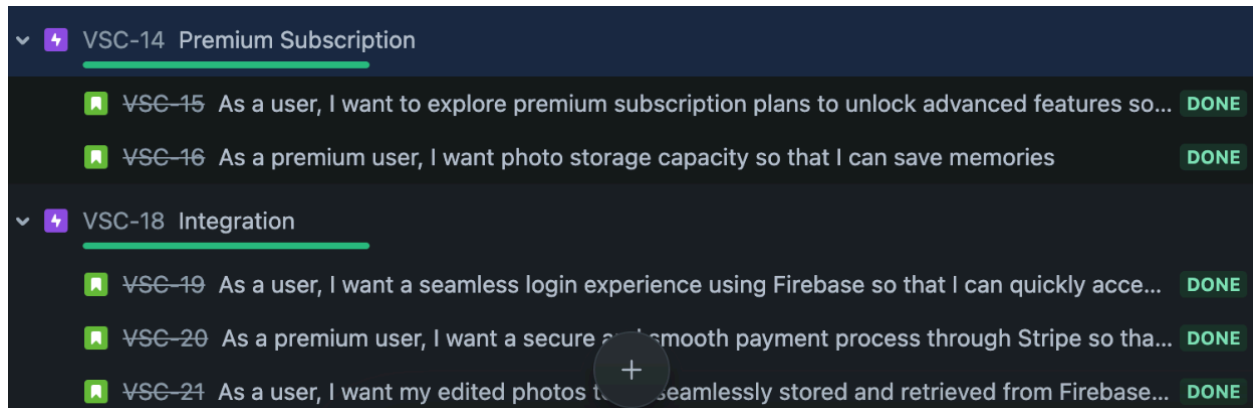 VSC-14 Premium Subscription
VSC-15 As a user, I want to explore premium subscription plans to unlock advanced features so... DONE
VSC-16 As a premium user, I want photo storage capacity so that I can save memories DONE
VSC-18 Integration
VSC-19 As a user, I want a seamless login experience using Firebase so that I can quickly acce... DONE
VSC-20 As a premium user, I want a secure smooth payment process through Stripe so tha... DONE
VSC-21 As a user, I want my edited photos seamlessly stored and retrieved from Firebase... DONE